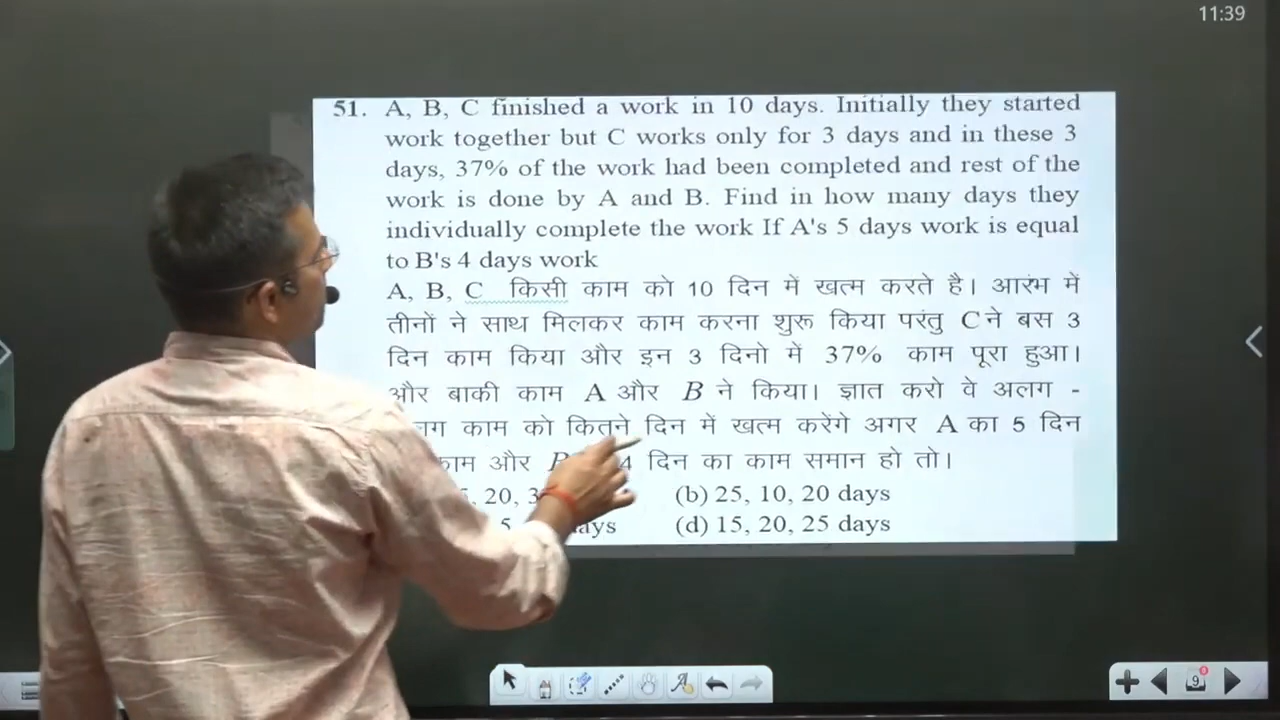 11:39
51. A, B, C finished a work in 10 days. Initially they started
work together but C works only for 3 days and in these 3
days, 37% of the work had been completed and rest of the
work is done by A and B. Find in how many days they
individually complete the work If A's 5 days work is equal
to B's 4 days work
A, B, C किसी काम को 10 दिन में खत्म करते है। आरंभ में
तीनों ने साथ मिलकर काम करना शुरू किया परंतु C ने बस 3
दिन काम किया और इन 3 दिनो में 37% काम पूरा हुआ।
और बाकी काम A और B ने किया। ज्ञात करो वे अलग -
काम को कितने दिन में खत्म करेंगे अगर A का 5 दिन
काम और 4 दिन का काम समान हो तो।
20, (b) 25, 10, 20 days
(d) 15, 20, 25 days
9